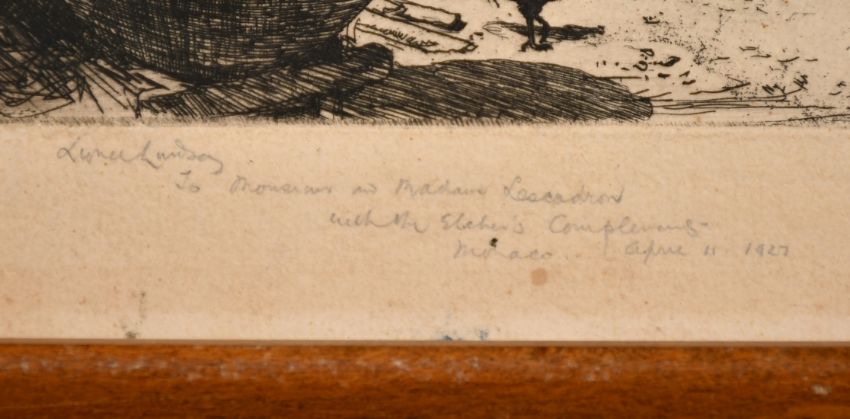 Lionel Lindsay
To Monsieur and Madame Lescadron
with the Etcher's Compliments
Monaco. April 11 1927